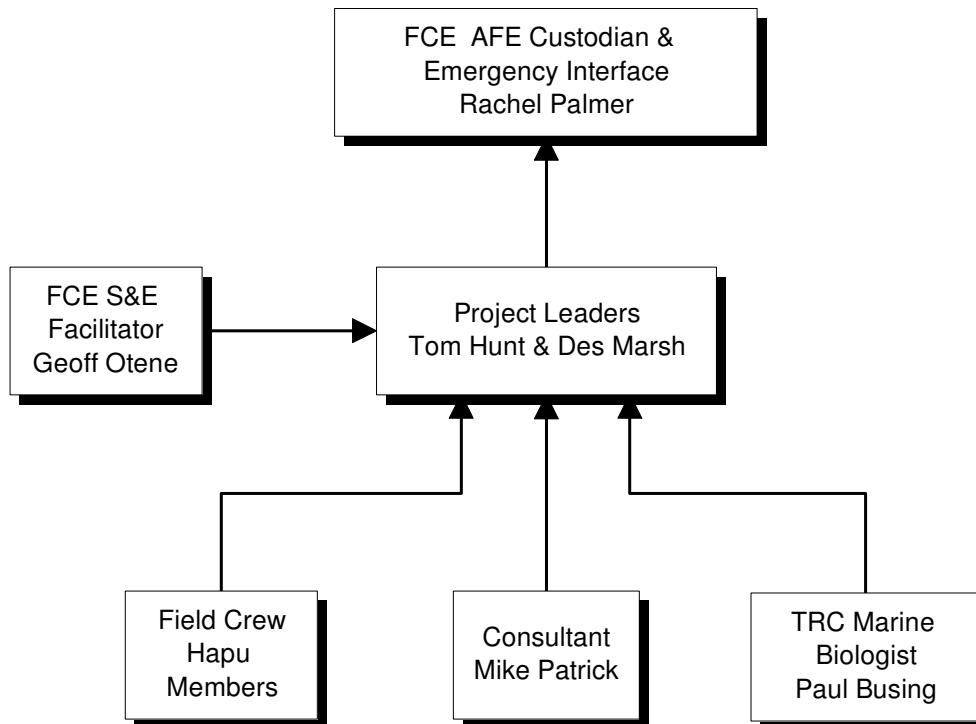 FCE AFE Custodian &
Emergency Interface
Rachel Palmer
FCE S&E
Facilitator
Geoff Otene
Project Leaders
Tom Hunt & Des Marsh
Field Crew
Hapu
Members
Consultant
Mike Patrick
TRC Marine
Biologist
Paul Busing